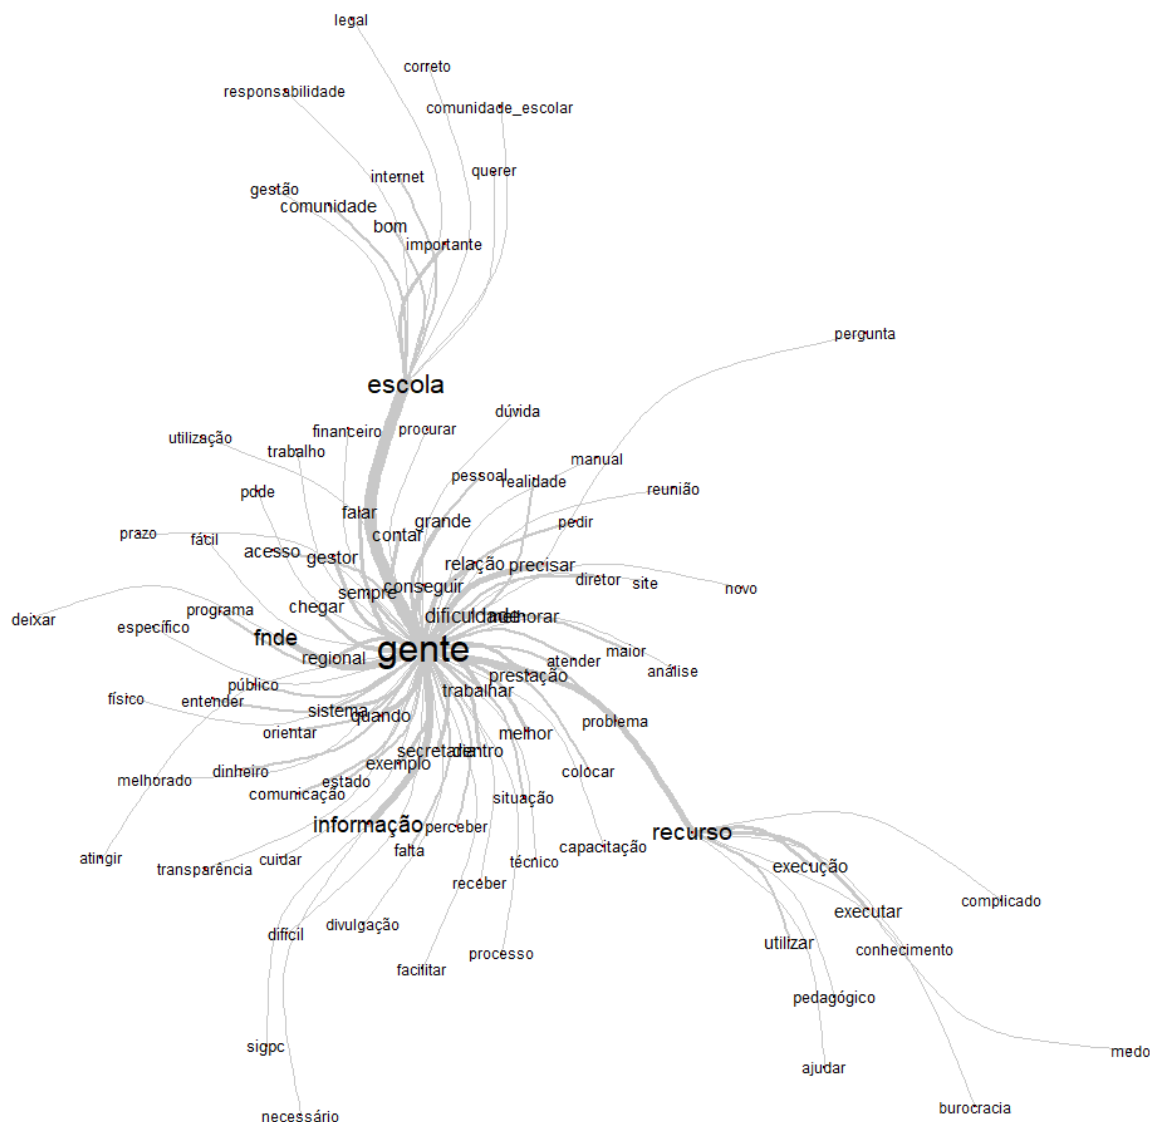 legal
correto
responsabilidade
comunidade_escolar
querer
internet
gestão
comunidade
bom
importante
pergunta
escola
dúvida
financeiro
procurar
utilização
trabalho
manual
pessoal
realidade
reunião
pdde
falar
grande
pedir
contar
prazo
fácil
acesso
gestor
relação
precisar
diretor
site
novo
conseguir
sempre
chegar
programa
deixar
específico
dificuldade
melhorar
fnde
gente
regional
maior
atender
análise
prestação
público
trabalhar
físico
entender
sistema
quando
problema
orientar
melhor
secretaria
dentro
exemplo
dinheiro
melhorado
estado
colocar
comunicação
situação
informação
perceber
recurso
capacitação
falta
atingir
cuidar
transparência
técnico
execução
receber
complicado
executar
divulgação
difícil
utilizar
conhecimento
processo
facilitar
pedagógico
sigpc
medo
ajudar
burocracia
necessário